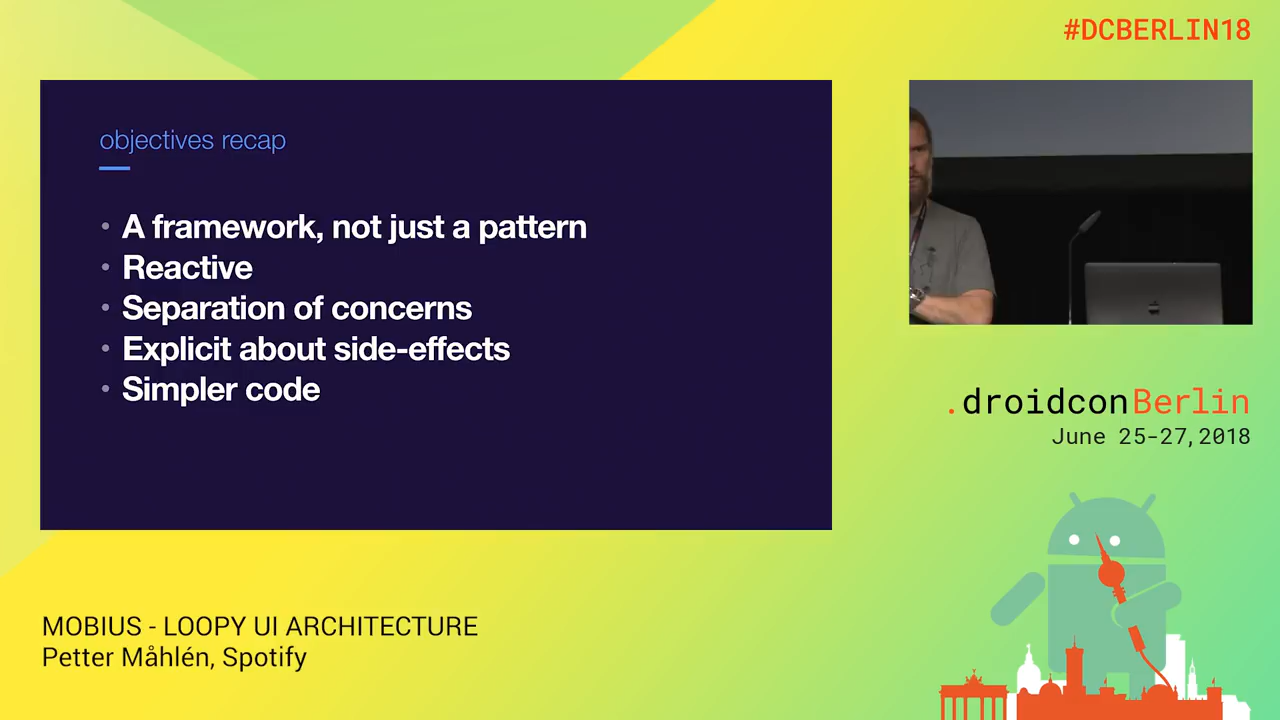 #DCBERLIN18
objectives recap
• A framework, not just a pattern
• Reactive
• Separation of concerns
• Explicit about side-effects
• Simpler code
.droidconBerlin
June 25-27,2018
MOBIUS - LOOPY UI ARCHITECTURE
Petter Måhlén, Spotify